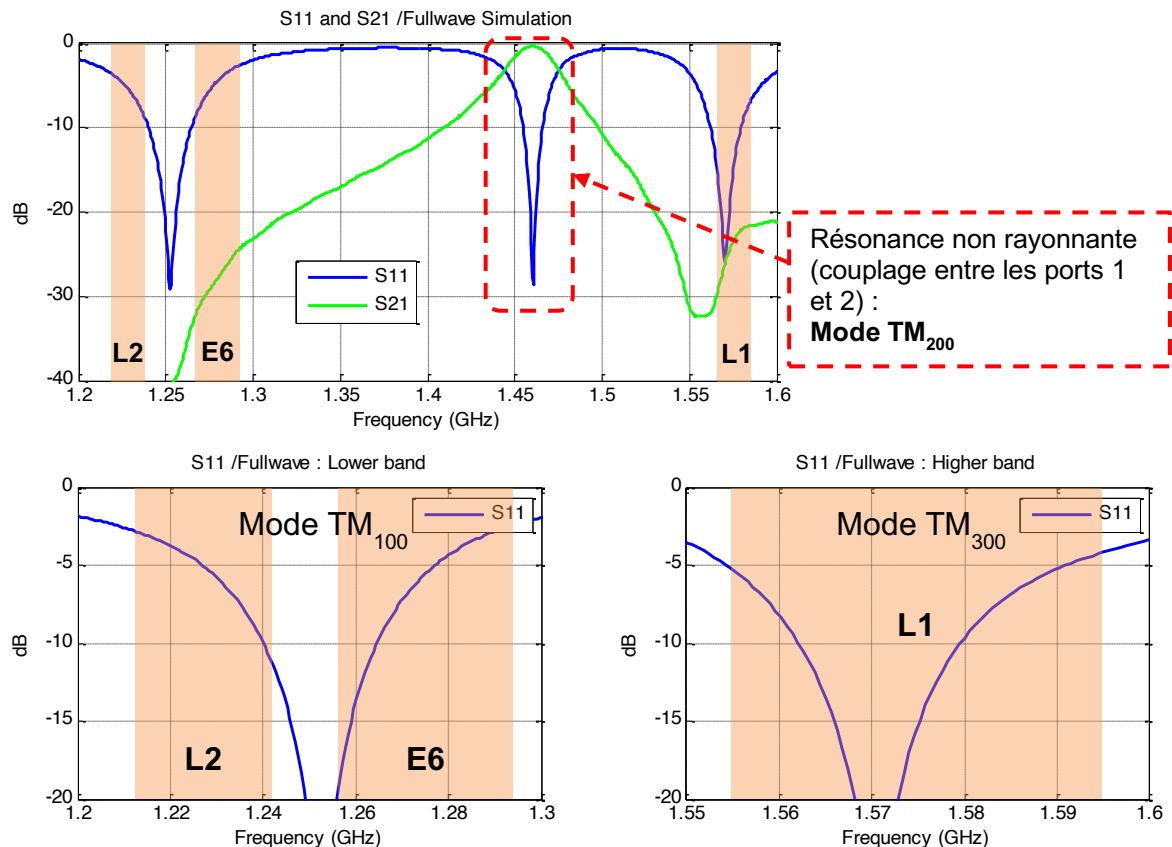 S11 and S21 /Fullwave Simulation
0
-10
-20
-30
-40
dB
S11
S21
L2
E6
L1
1.2
1.25
1.3
1.35
1.4
1.45
1.5
1.55
1.6
Frequency (GHz)
Résonance non rayonnante
(couplage entre les ports 1
et 2) :
Mode TM200
S11 /Fullwave : Lower band
0
-5
-10
-15
-20
dB
Mode TM100
S11
L2
E6
1.2
1.22
1.24
1.26
1.28
1.3
Frequency (GHz)
S11 /Fullwave : Higher band
0
-5
-10
-15
-20
dB
Mode TM300
S11
L1
1.55
1.56
1.57
1.58
1.59
1.6
Frequency (GHz)